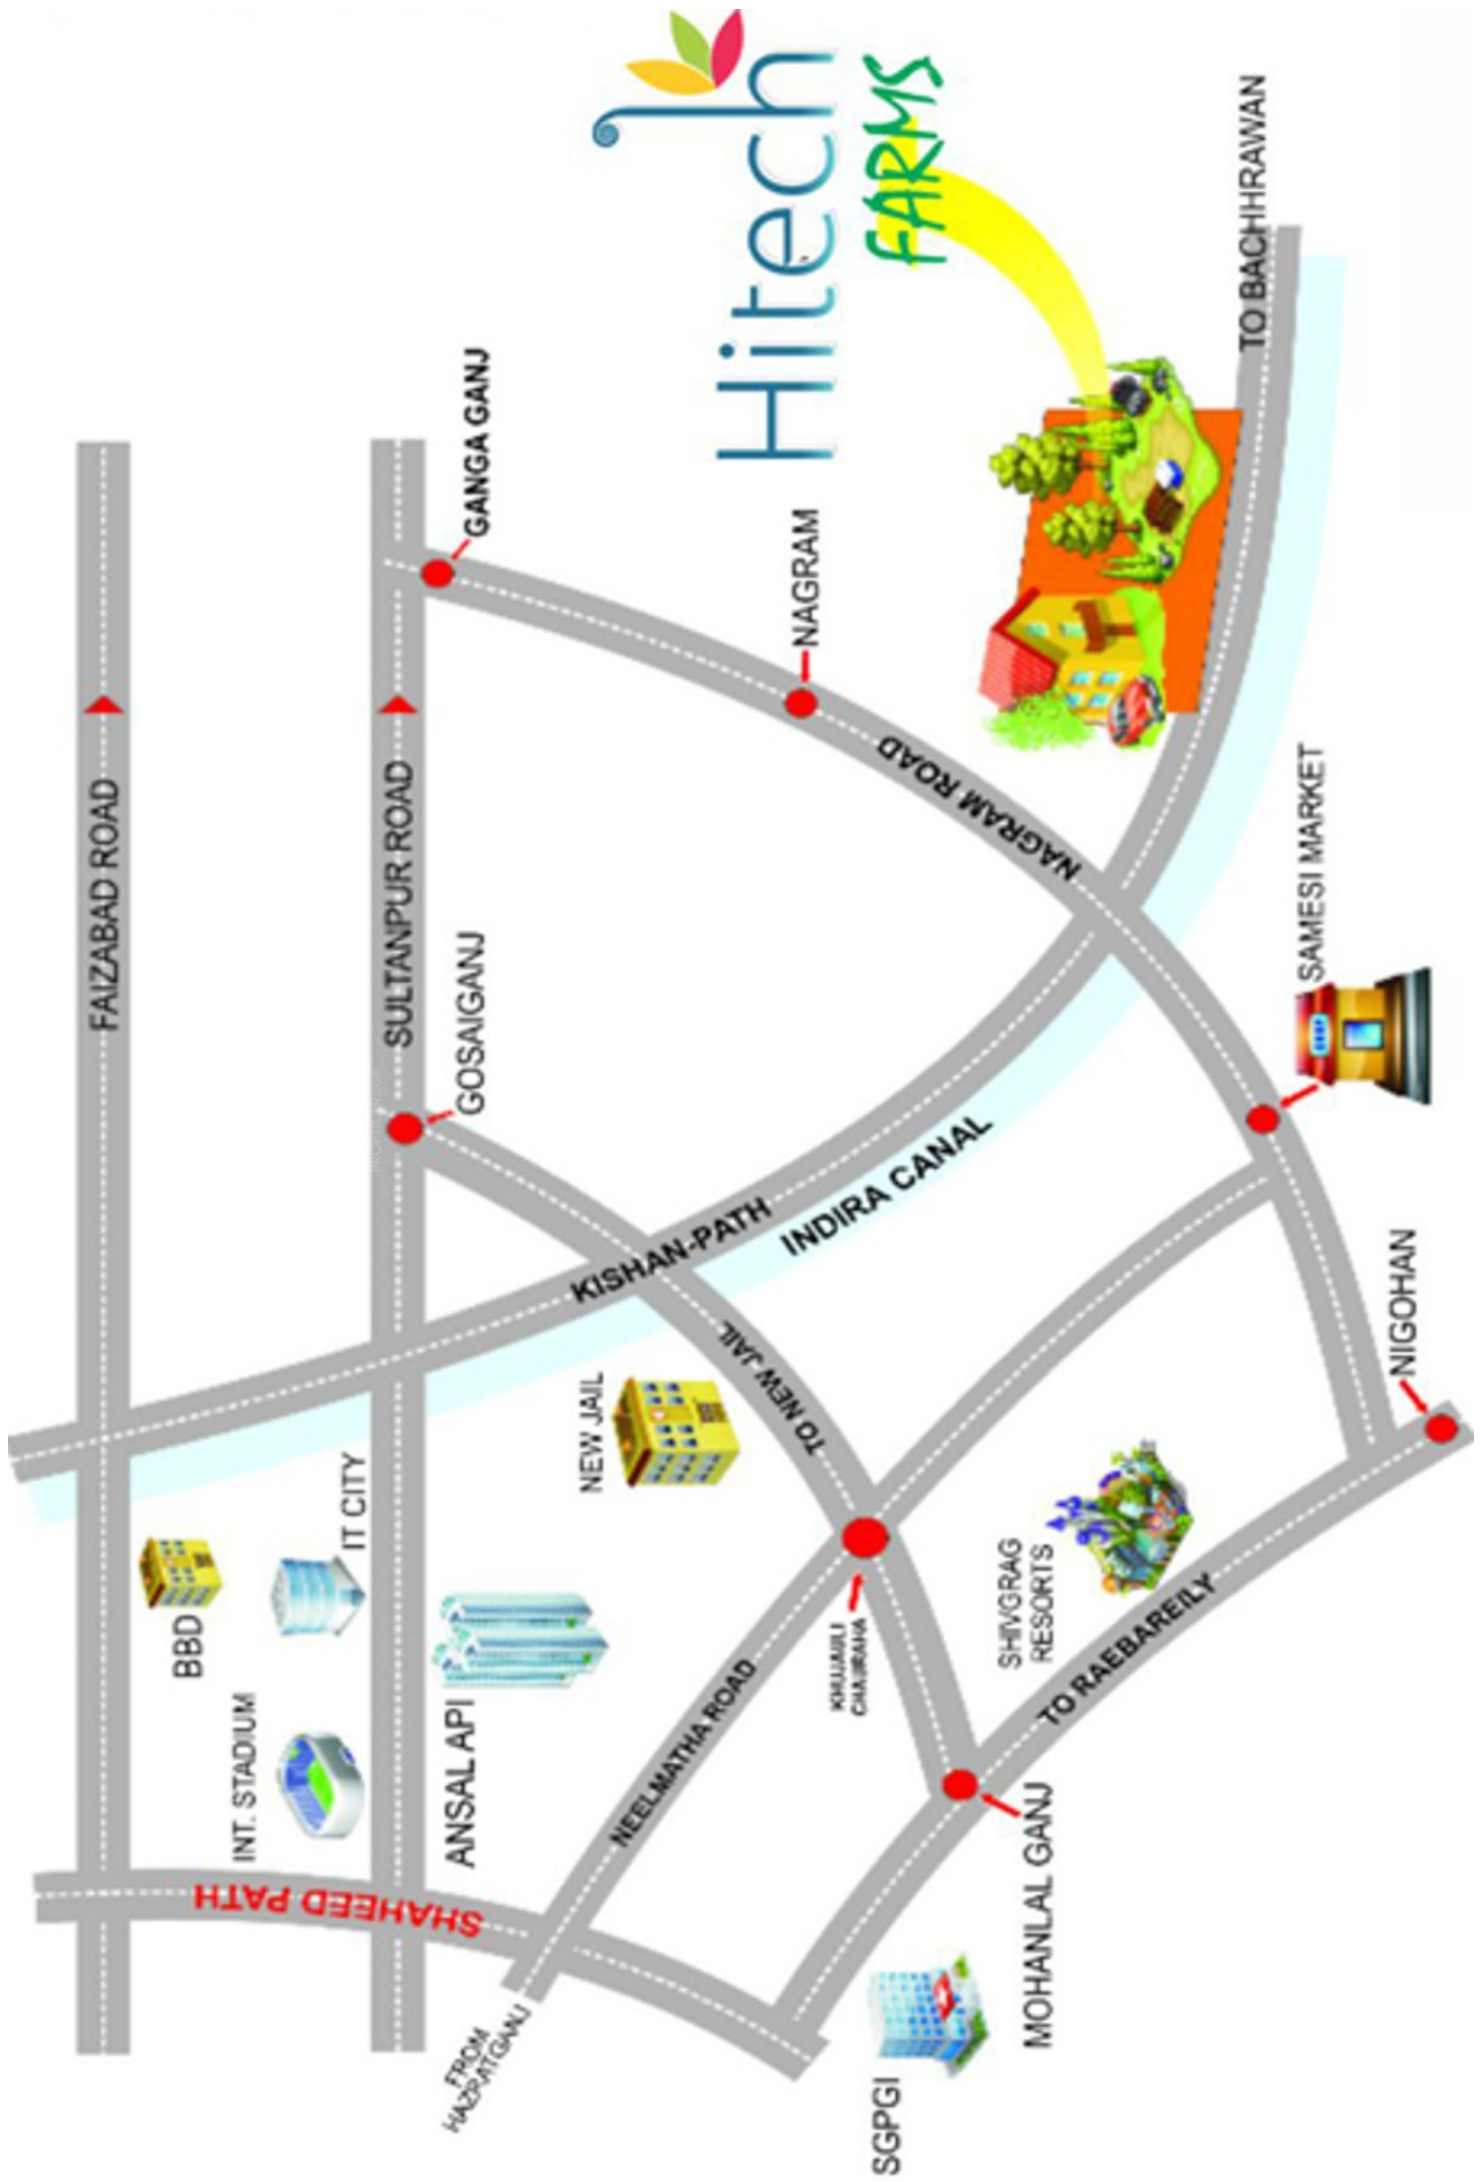 FAIZABAD ROAD
BBD
INT. STADIUM
IT CITY
SHAHEED PATH
SULTANPUR ROAD
GOSAIGANJ
GANGA GANJ
ANSAL API
FROM
HAZRATGANJ
NEELMATHA ROAD
NEW JAIL
TO NEW JAIL
KISHAN-PATH
INDIRA CANAL
NAGRAM
NAGRAM ROAD
Hitech
FARMS
KHUJAULI
CHAURAHA
SGPGI
MOHANLAL GANJ
SHIVGRAG
RESORTS
TO RAEBAREILY
TO BACHHRAWAN
SAMESI MARKET
NIGOHAN